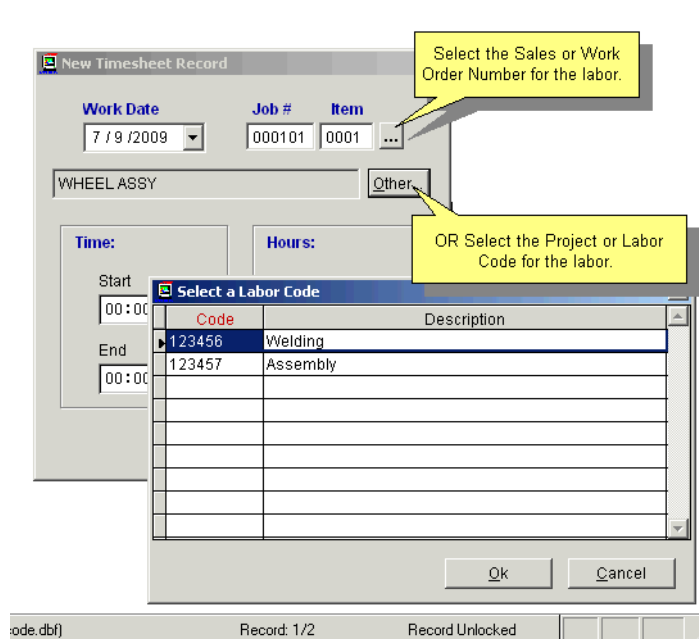 New Timesheet Record
Select the Sales or Work
Order Number for the labor.
Work Date Job # Item
7 / 9 /2009 000101 0001 ...
WHEEL ASSY Other...
OR Select the Project or Labor
Code for the labor.
Time: Hours:
Start
00:00
End
00:00
Select a Labor Code
Code Description
123456 Welding
123457 Assembly
Ok Cancel
code.dbf) Record: 1/2 Record Unlocked